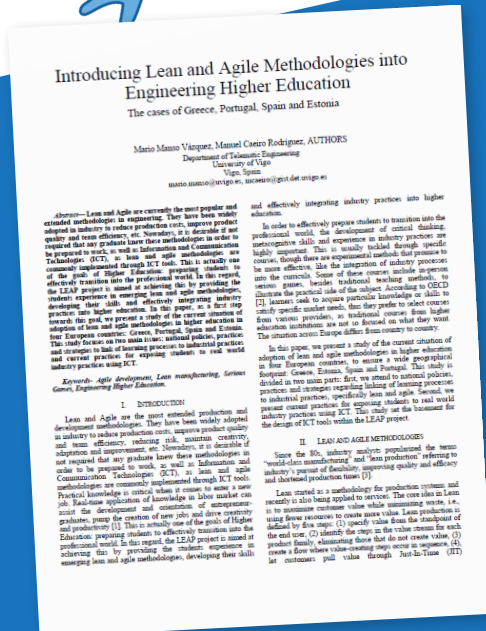 Introducing Lean and Agile Methodologies into
Engineering Higher Education
The cases of Greece, Portugal, Spain and Estonia
Mario Manso Vázquez, Manuel Caeiro Rodríguez, AUTHORS
Department of Telematic Engineering
University of Vigo
Vigo, Spain
mario.manso@uvigo.es, mcaeiro@gist.det.uvigo.es
Abstract— Lean and Agile are currently the most popular and
extended methodologies in engineering. They have been widely
adopted in industry to reduce production costs, improve product
quality and team efficiency, etc. Nowadays, it is desirable if not
required that any graduate knew these methodologies in order to
be prepared to work, as well as Information and Communication
Technologies (ICT), as lean and agile methodologies are
commonly implemented through ICT tools. This is actually one
of the goals of Higher Education: preparing students to
effectively transition into the professional world. In this regard,
the LEAP project is aimed at achieving this by providing the
students experience in emerging lean and agile methodologies,
developing their skills and effectively integrating industry
practices into higher education. In this paper, as a first step
toward this goal, we present a study of the current situation of
adoption of lean and agile methodologies in higher education in
four European countries: Greece, Portugal, Spain and Estonia.
This study focuses on two main issues: national policies, practices
and strategies to link of learning processes to industrial practices
and current practices for exposing students to real world
industry practices using ICT.
Keywords- Agile development, Lean manufacturing, Serious
Games, Engineering Higher Education.
I. INTRODUCTION
Lean and Agile are the most extended production and
development methodologies. They have been widely adopted
in industry to reduce production costs, improve product quality
and team efficiency, reducing risk, maintain creativity,
adaptation and improvement, etc. Nowadays, it is desirable if
not required that any graduate knew these methodologies in
order to be prepared to work, as well as Information and
Communication Technologies (ICT), as lean and agile
methodologies are commonly implemented through ICT tools.
Practical knowledge is critical when it comes to enter a new
job. Real-time application of knowledge in labor market can
assist the development and orientation of entrepreneur-
graduates, pump the creation of new jobs and drive creativity
and productivity [1]. This is actually one of the goals of Higher
Education: preparing students to effectively transition into the
professional world. In this regard, the LEAP project is aimed at
achieving this by providing the students experience in
emerging lean and agile methodologies, developing their skills
and effectively integrating industry practices into higher
education.
In order to effectively prepare students to transition into the
professional world, the development of critical thinking,
metacognitive skills and experience in industry practices are
highly important. This is usually tackled through specific
courses, though there are experimental methods that promise to
be more effective, like the integration of industry processes
into the curricula. Some of these courses include in-person
serious games, besides traditional teaching methods, to
illustrate the practical side of the subject. According to OECD
[2], learners seek to acquire particular knowledge or skills to
satisfy specific market needs, thus they prefer to select courses
from various providers, as traditional courses from higher
education institutions are not so focused on what they want.
The situation across Europe differs from country to country.
In this paper, we present a study of the current situation of
adoption of lean and agile methodologies in higher education in
in four European countries, to ensure a wide geographical
footprint: Greece, Estonia, Spain and Portugal. This study is
divided in two main parts: first, we attend to national policies,
practices and strategies regarding linking of learning processes
to industrial practices, specifically lean and agile. Second, we
present current practices for exposing students to real world
industry practices using ICT. This study set the basement for
the design of ICT tools within the LEAP project.
II. LEAN AND AGILE METHODOLOGIES
Since the 80s, industry analysts popularized the terms
"world-class manufacturing" and "lean production" referring to
industry's pursuit of flexibility, improving quality and efficacy
and shortened production times [3].
Lean started as a methodology for production systems and
recently is also being applied to services. The core idea in Lean
is to maximize customer value while minimizing waste, i.e.,
using fewer resources to create more value. Lean production is
defined by five steps: (1) specify value from the standpoint of
the end user, (2) identify the steps in the value stream for each
product family, eliminating those that do not create value, (3)
create a flow where value-creating steps occur in sequence, (4),
let customers pull value through Just-In-Time (JIT)